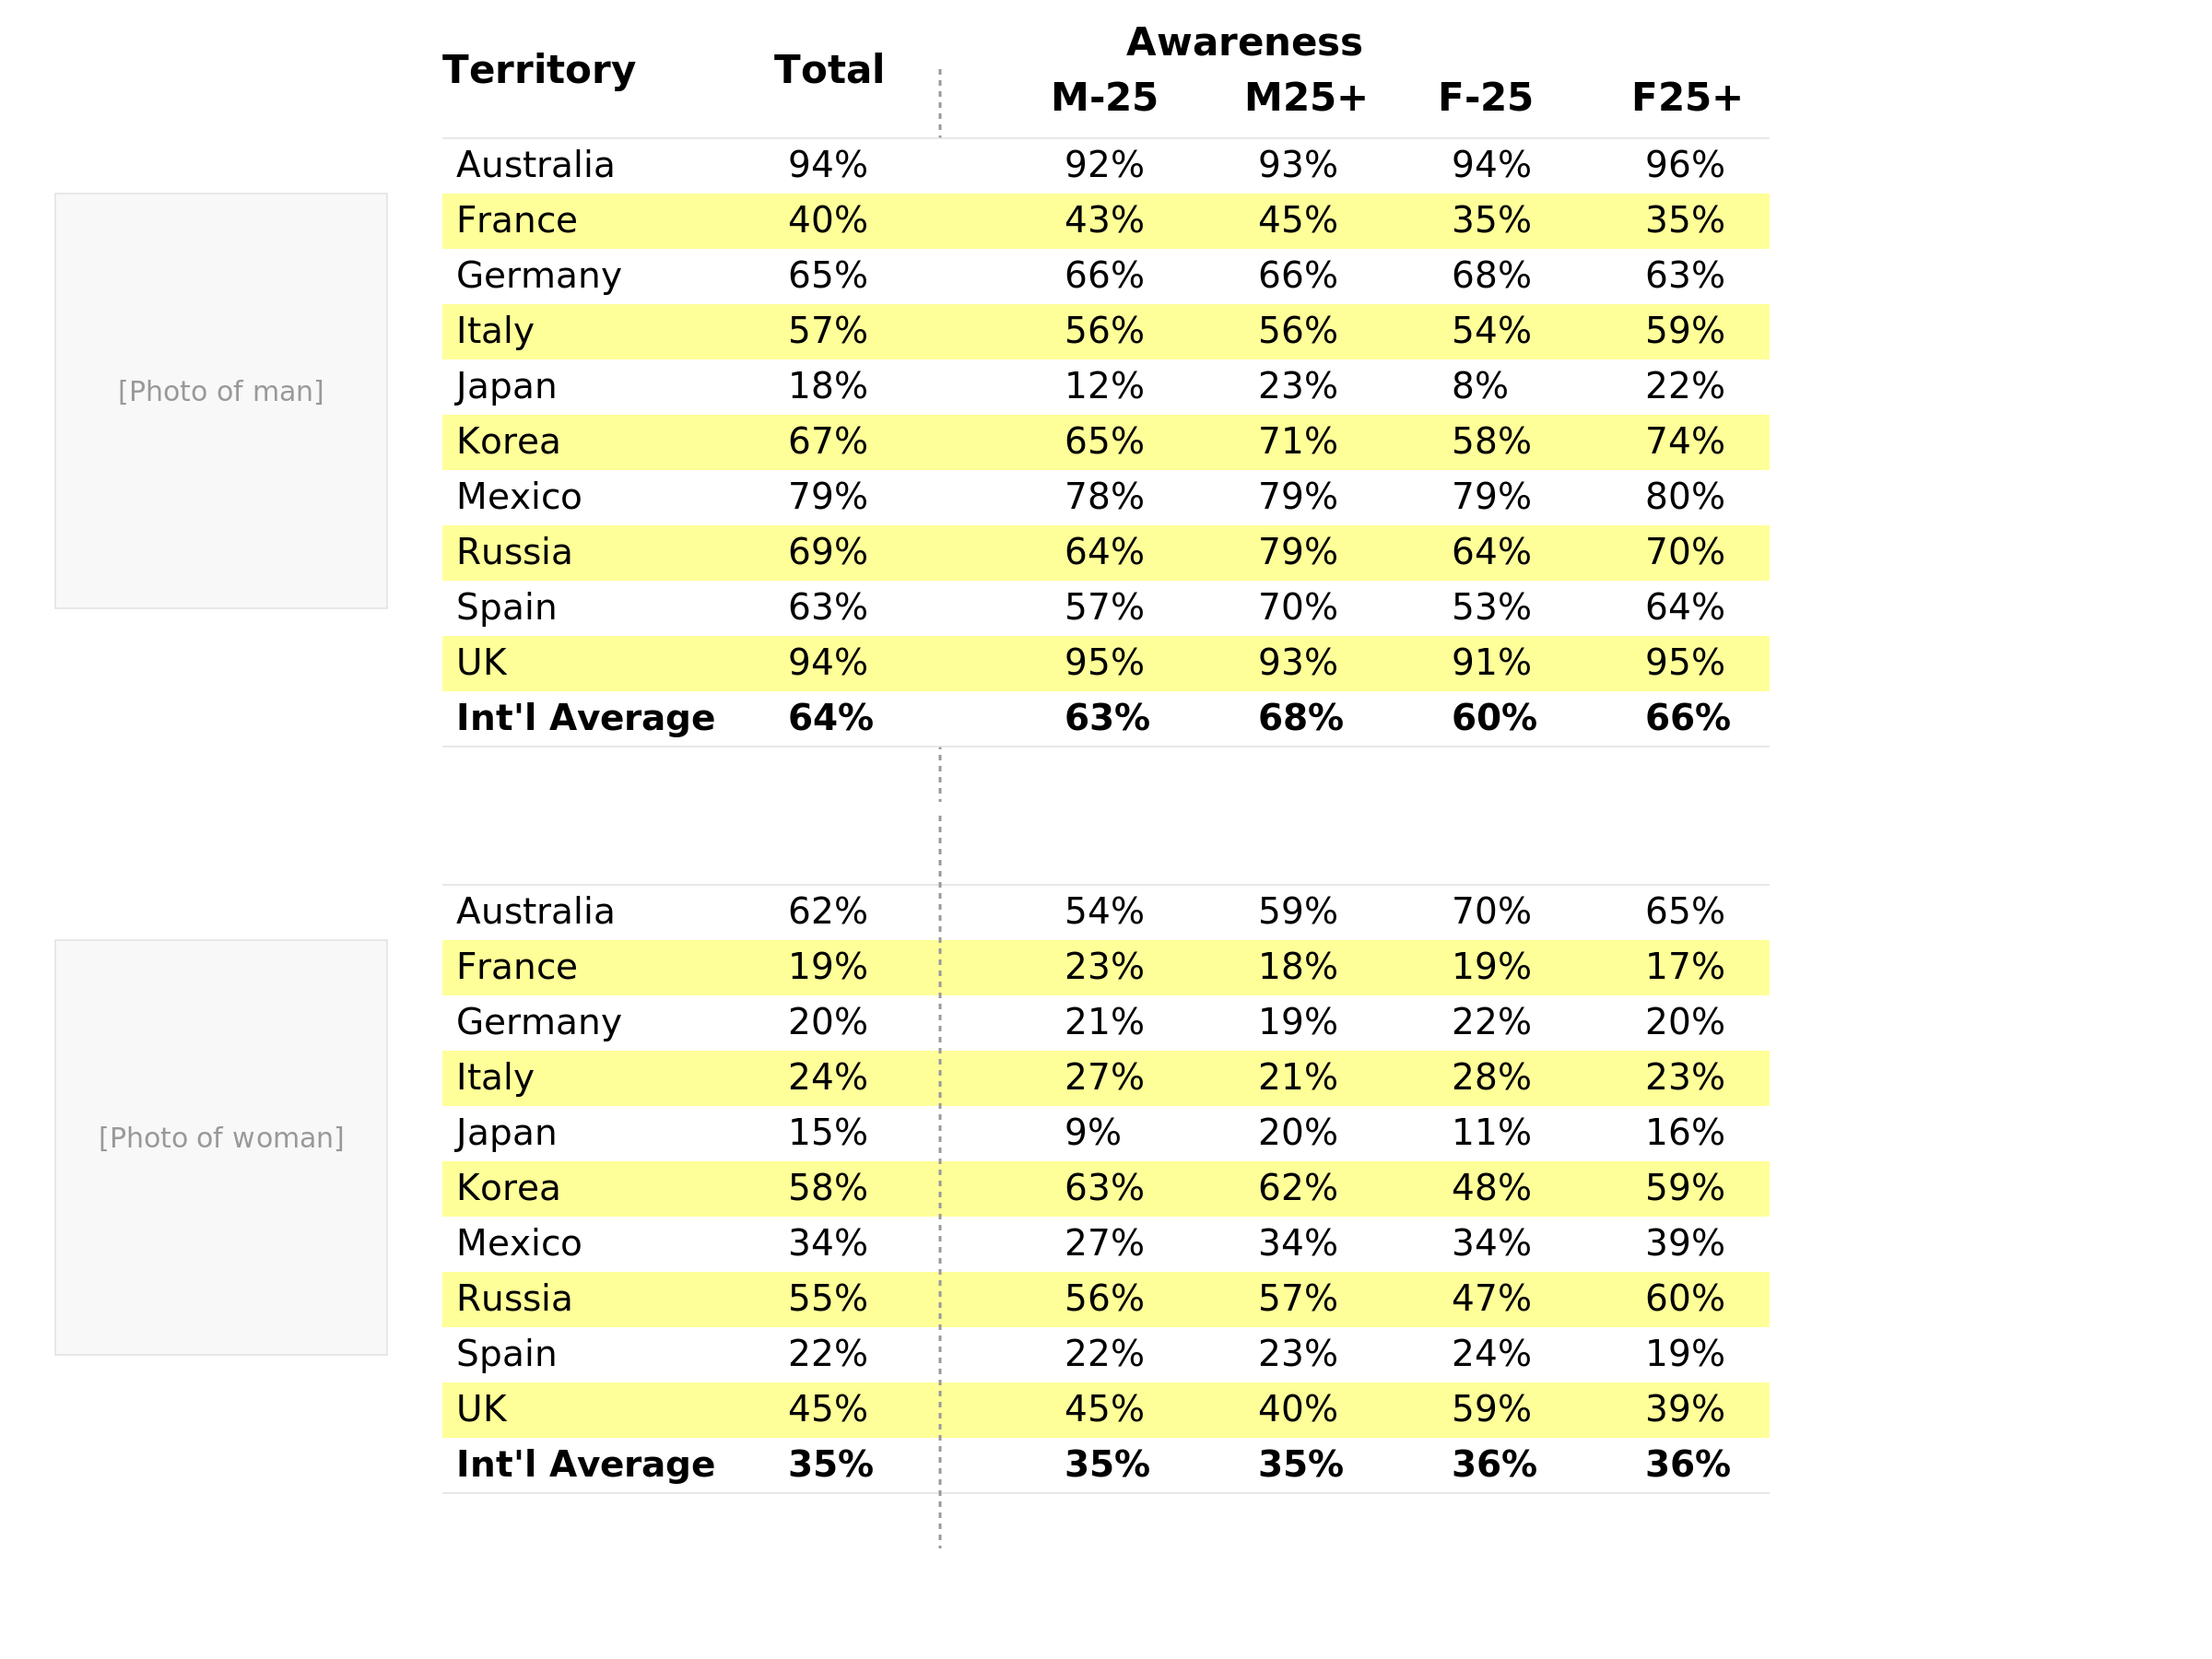 Awareness
Territory Total
M-25 M25+ F-25 F25+
Australia 94% 92% 93% 94% 96%
France 40% 43% 45% 35% 35%
Germany 65% 66% 66% 68% 63%
Italy 57% 56% 56% 54% 59%
[Photo of man]
Japan 18% 12% 23% 8% 22%
Korea 67% 65% 71% 58% 74%
Mexico 79% 78% 79% 79% 80%
Russia 69% 64% 79% 64% 70%
Spain 63% 57% 70% 53% 64%
UK 94% 95% 93% 91% 95%
Int'l Average 64% 63% 68% 60% 66%
Australia 62% 54% 59% 70% 65%
France 19% 23% 18% 19% 17%
Germany 20% 21% 19% 22% 20%
Italy 24% 27% 21% 28% 23%
[Photo of woman]
Japan 15% 9% 20% 11% 16%
Korea 58% 63% 62% 48% 59%
Mexico 34% 27% 34% 34% 39%
Russia 55% 56% 57% 47% 60%
Spain 22% 22% 23% 24% 19%
UK 45% 45% 40% 59% 39%
Int'l Average 35% 35% 35% 36% 36%